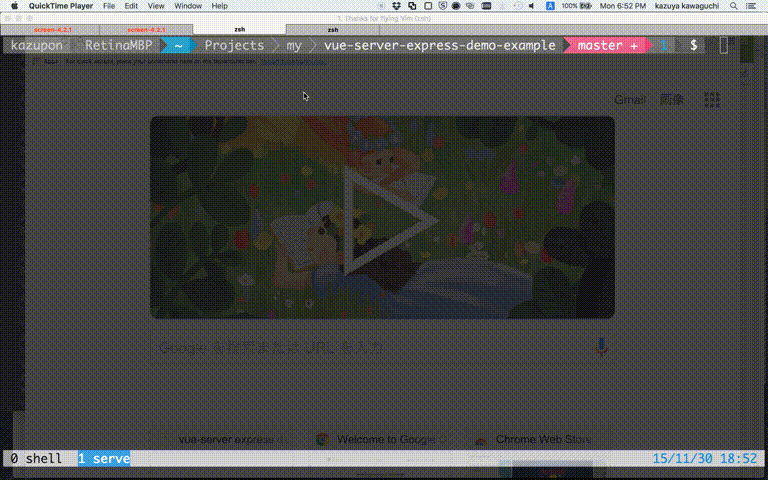 QuickTime Player File Edit View Window Help 100% Mon 6:52 PM kazuya kawaguchi
1. Thanks for flying Vim (zsh)
screen-4.2.1 screen-4.2.1 zsh zsh
kazupon RetinaMBP ~ Projects my vue-server-express-demo-example master + 1 $
Gmail 画像
Google を検索または URL を入力
vue-server express d Welcome to Google C Chrome Web Store
0 shell 1 serve 15/11/30 18:52